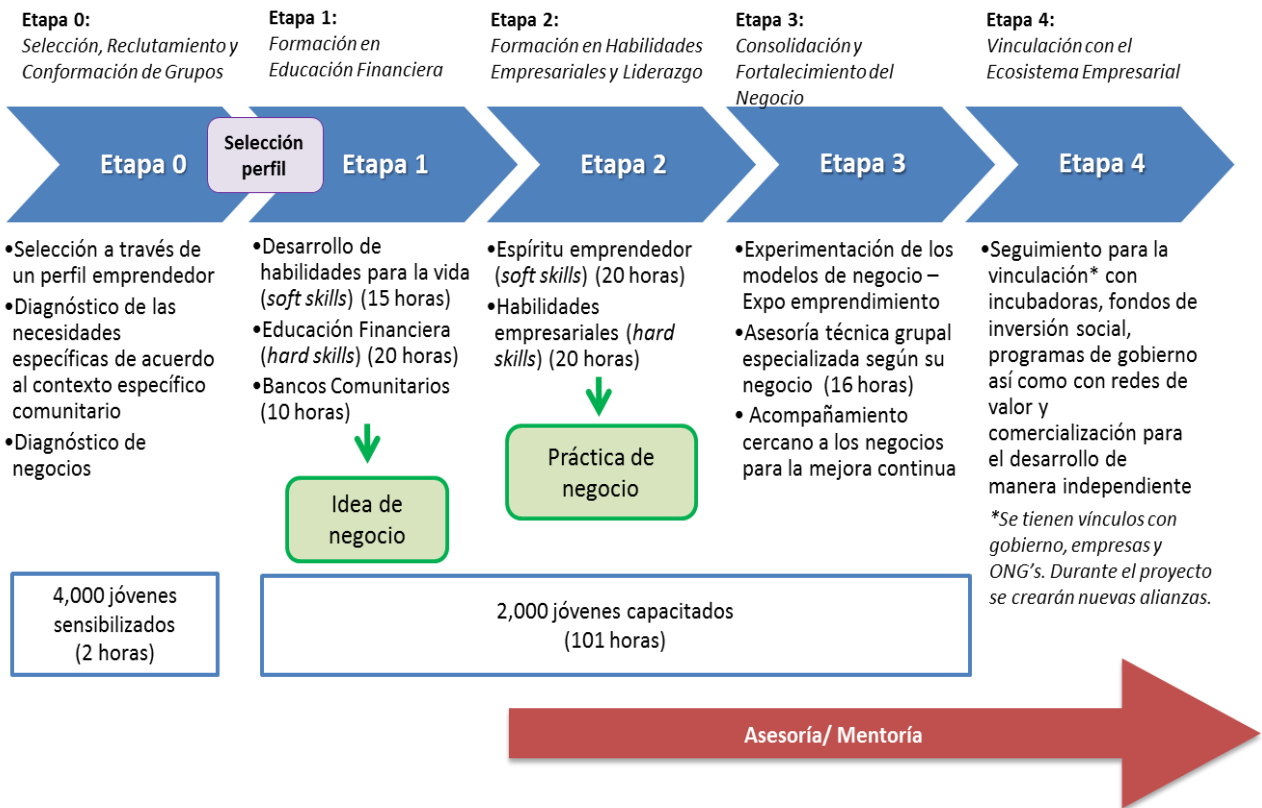 Etapa 0:
Selección, Reclutamiento y
Conformación de Grupos
Etapa 1:
Formación en
Educación Financiera
Etapa 2:
Formación en Habilidades
Empresariales y Liderazgo
Etapa 3:
Consolidación y
Fortalecimiento del
Negocio
Etapa 4:
Vinculación con el
Ecosistema Empresarial
Etapa 0
Selección
perfil
Etapa 1
Etapa 2
Etapa 3
Etapa 4
•Selección a través de
un perfil emprendedor
•Diagnóstico de las
necesidades
específicas de acuerdo
al contexto específico
comunitario
•Diagnóstico de
negocios
•Desarrollo de
habilidades para la vida
(soft skills) (15 horas)
•Educación Financiera
(hard skills) (20 horas)
•Bancos Comunitarios
(10 horas)
Idea de
negocio
•Espíritu emprendedor
(soft skills) (20 horas)
•Habilidades
empresariales (hard
skills) (20 horas)
Práctica de
negocio
•Experimentación de los
modelos de negocio –
Expo emprendimiento
•Asesoría técnica grupal
especializada según su
negocio (16 horas)
• Acompañamiento
cercano a los negocios
para la mejora continua
•Seguimiento para la
vinculación* con
incubadoras, fondos de
inversión social,
programas de gobierno
así como con redes de
valor y
comercialización para
el desarrollo de
manera independiente
*Se tienen vínculos con
gobierno, empresas y
ONG's. Durante el proyecto
se crearán nuevas alianzas.
4,000 jóvenes
sensibilizados
(2 horas)
2,000 jóvenes capacitados
(101 horas)
Asesoría/ Mentoría